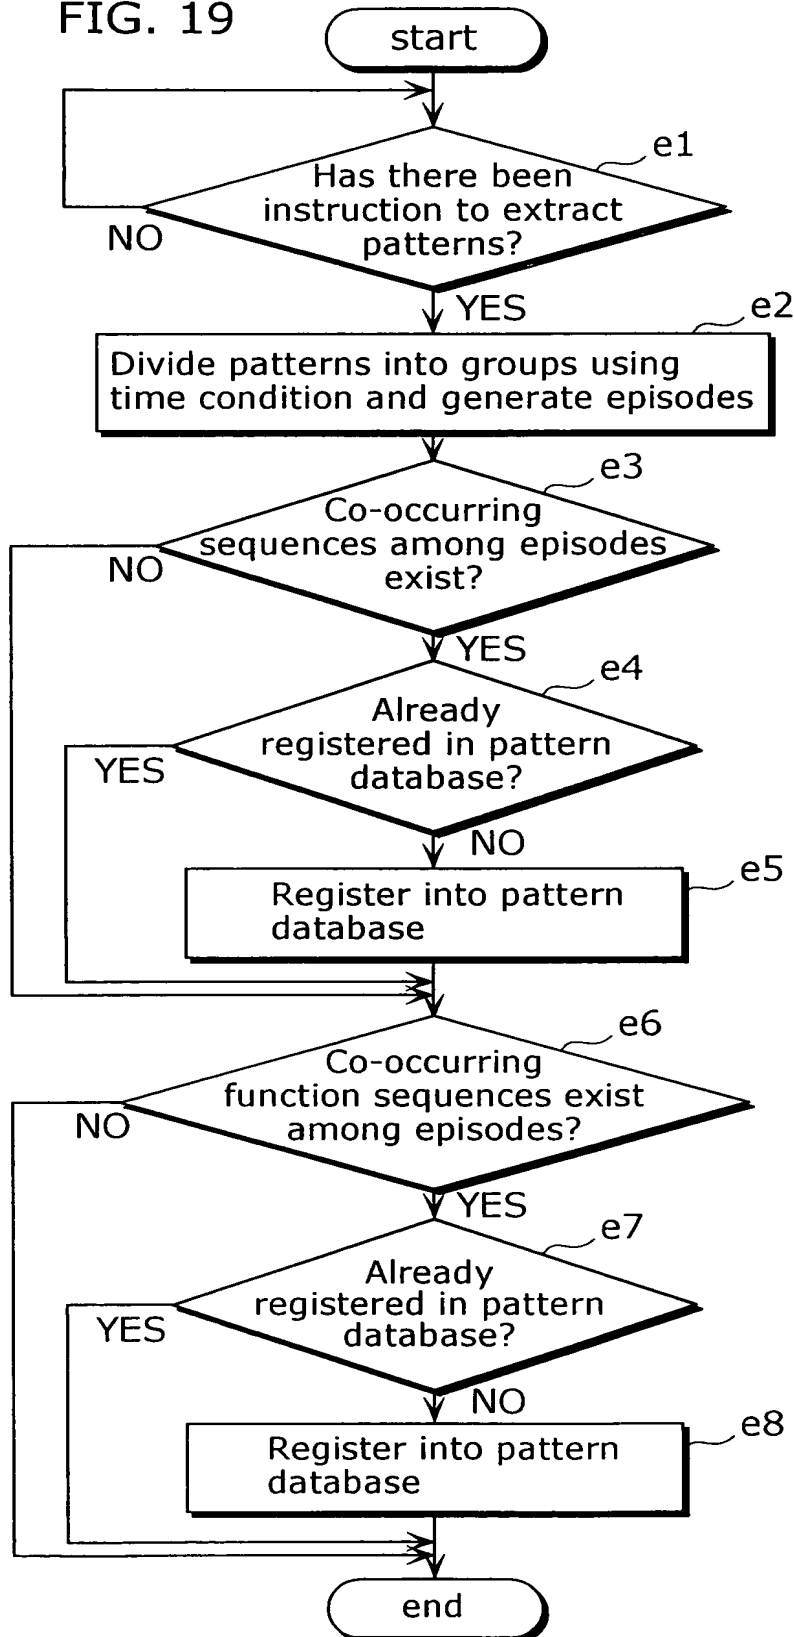 FIG. 19
start
e1
Has there been
instruction to extract
patterns?
NO
YES
e2
Divide patterns into groups using
time condition and generate episodes
e3
Co-occurring
sequences among episodes
exist?
NO
YES
e4
Already
registered in pattern
database?
YES
NO
e5
Register into pattern
database
e6
Co-occurring
function sequences exist
among episodes?
NO
YES
e7
Already
registered in pattern
database?
YES
NO
e8
Register into pattern
database
end